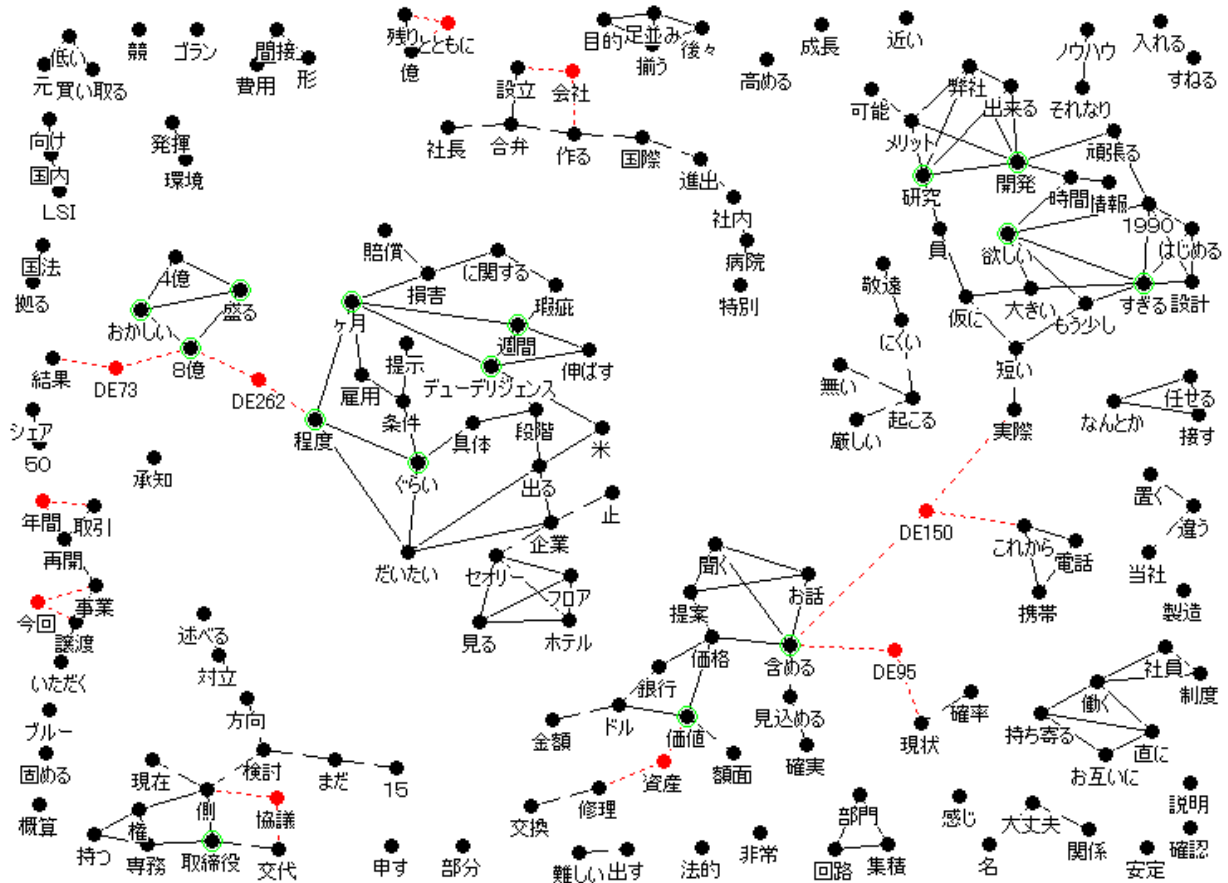 残り
とともに
億
目的
足並み
後々
揃う
成長
近い
高める
ノウハウ
入れる
すねる
それなり
低い
元
買い取る
競
ゴラン
間接
費用
形
設立
会社
社長
合弁
作る
国際
進出
社内
病院
特別
弊社
出来る
可能
メリット
頑張る
研究
開発
時間
情報
1990
はじめる
員
欲しい
仮に
大きい
もう少し
すぎる
設計
短い
実際
向け
国内
LSI
発揮
環境
国法
拠る
4億
おかしい
盛る
8億
結果
DE73
DE262
賠償
損害
に関する
瑕疵
ヶ月
週間
提示
雇用
デューデリジェンス
伸ばす
条件
程度
具体
段階
米
ぐらい
出る
企業
止
だいたい
敬遠
にくい
無い
起こる
厳しい
任せる
なんとか
接す
シェア
50
承知
年間
取引
再開
事業
今回
譲渡
いただく
ブルー
固める
概算
述べる
対立
方向
検討
まだ
15
現在
側
協議
権
持つ
専務
取締役
交代
セオリー
フロア
見る
ホテル
聞く
お話
提案
価格
含める
銀行
ドル
金額
価値
見込める
額面
確実
資産
修理
交換
DE150
これから
電話
携帯
DE95
現状
確率
置く
違う
当社
製造
社員
働く
制度
持ち寄る
直に
お互いに
説明
確認
申す
部分
難しい
出す
法的
非常
部門
回路
集積
感じ
名
大丈夫
関係
安定